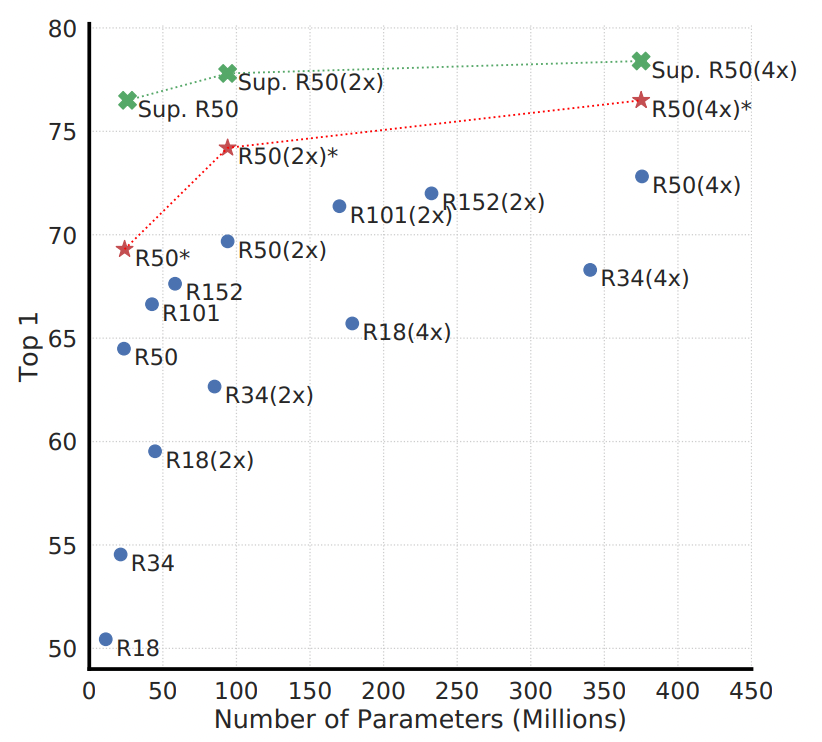 80
Sup. R50(4x)
Sup. R50(2x)
Sup. R50
R50(4x)*
75
R50(2x)*
R50(4x)
R152(2x)
R101(2x)
70
R50(2x)
R50*
R34(4x)
R152
R101
R18(4x)
65
R50
R34(2x)
60
R18(2x)
55
R34
50
R18
Top 1
0 50 100 150 200 250 300 350 400 450
Number of Parameters (Millions)